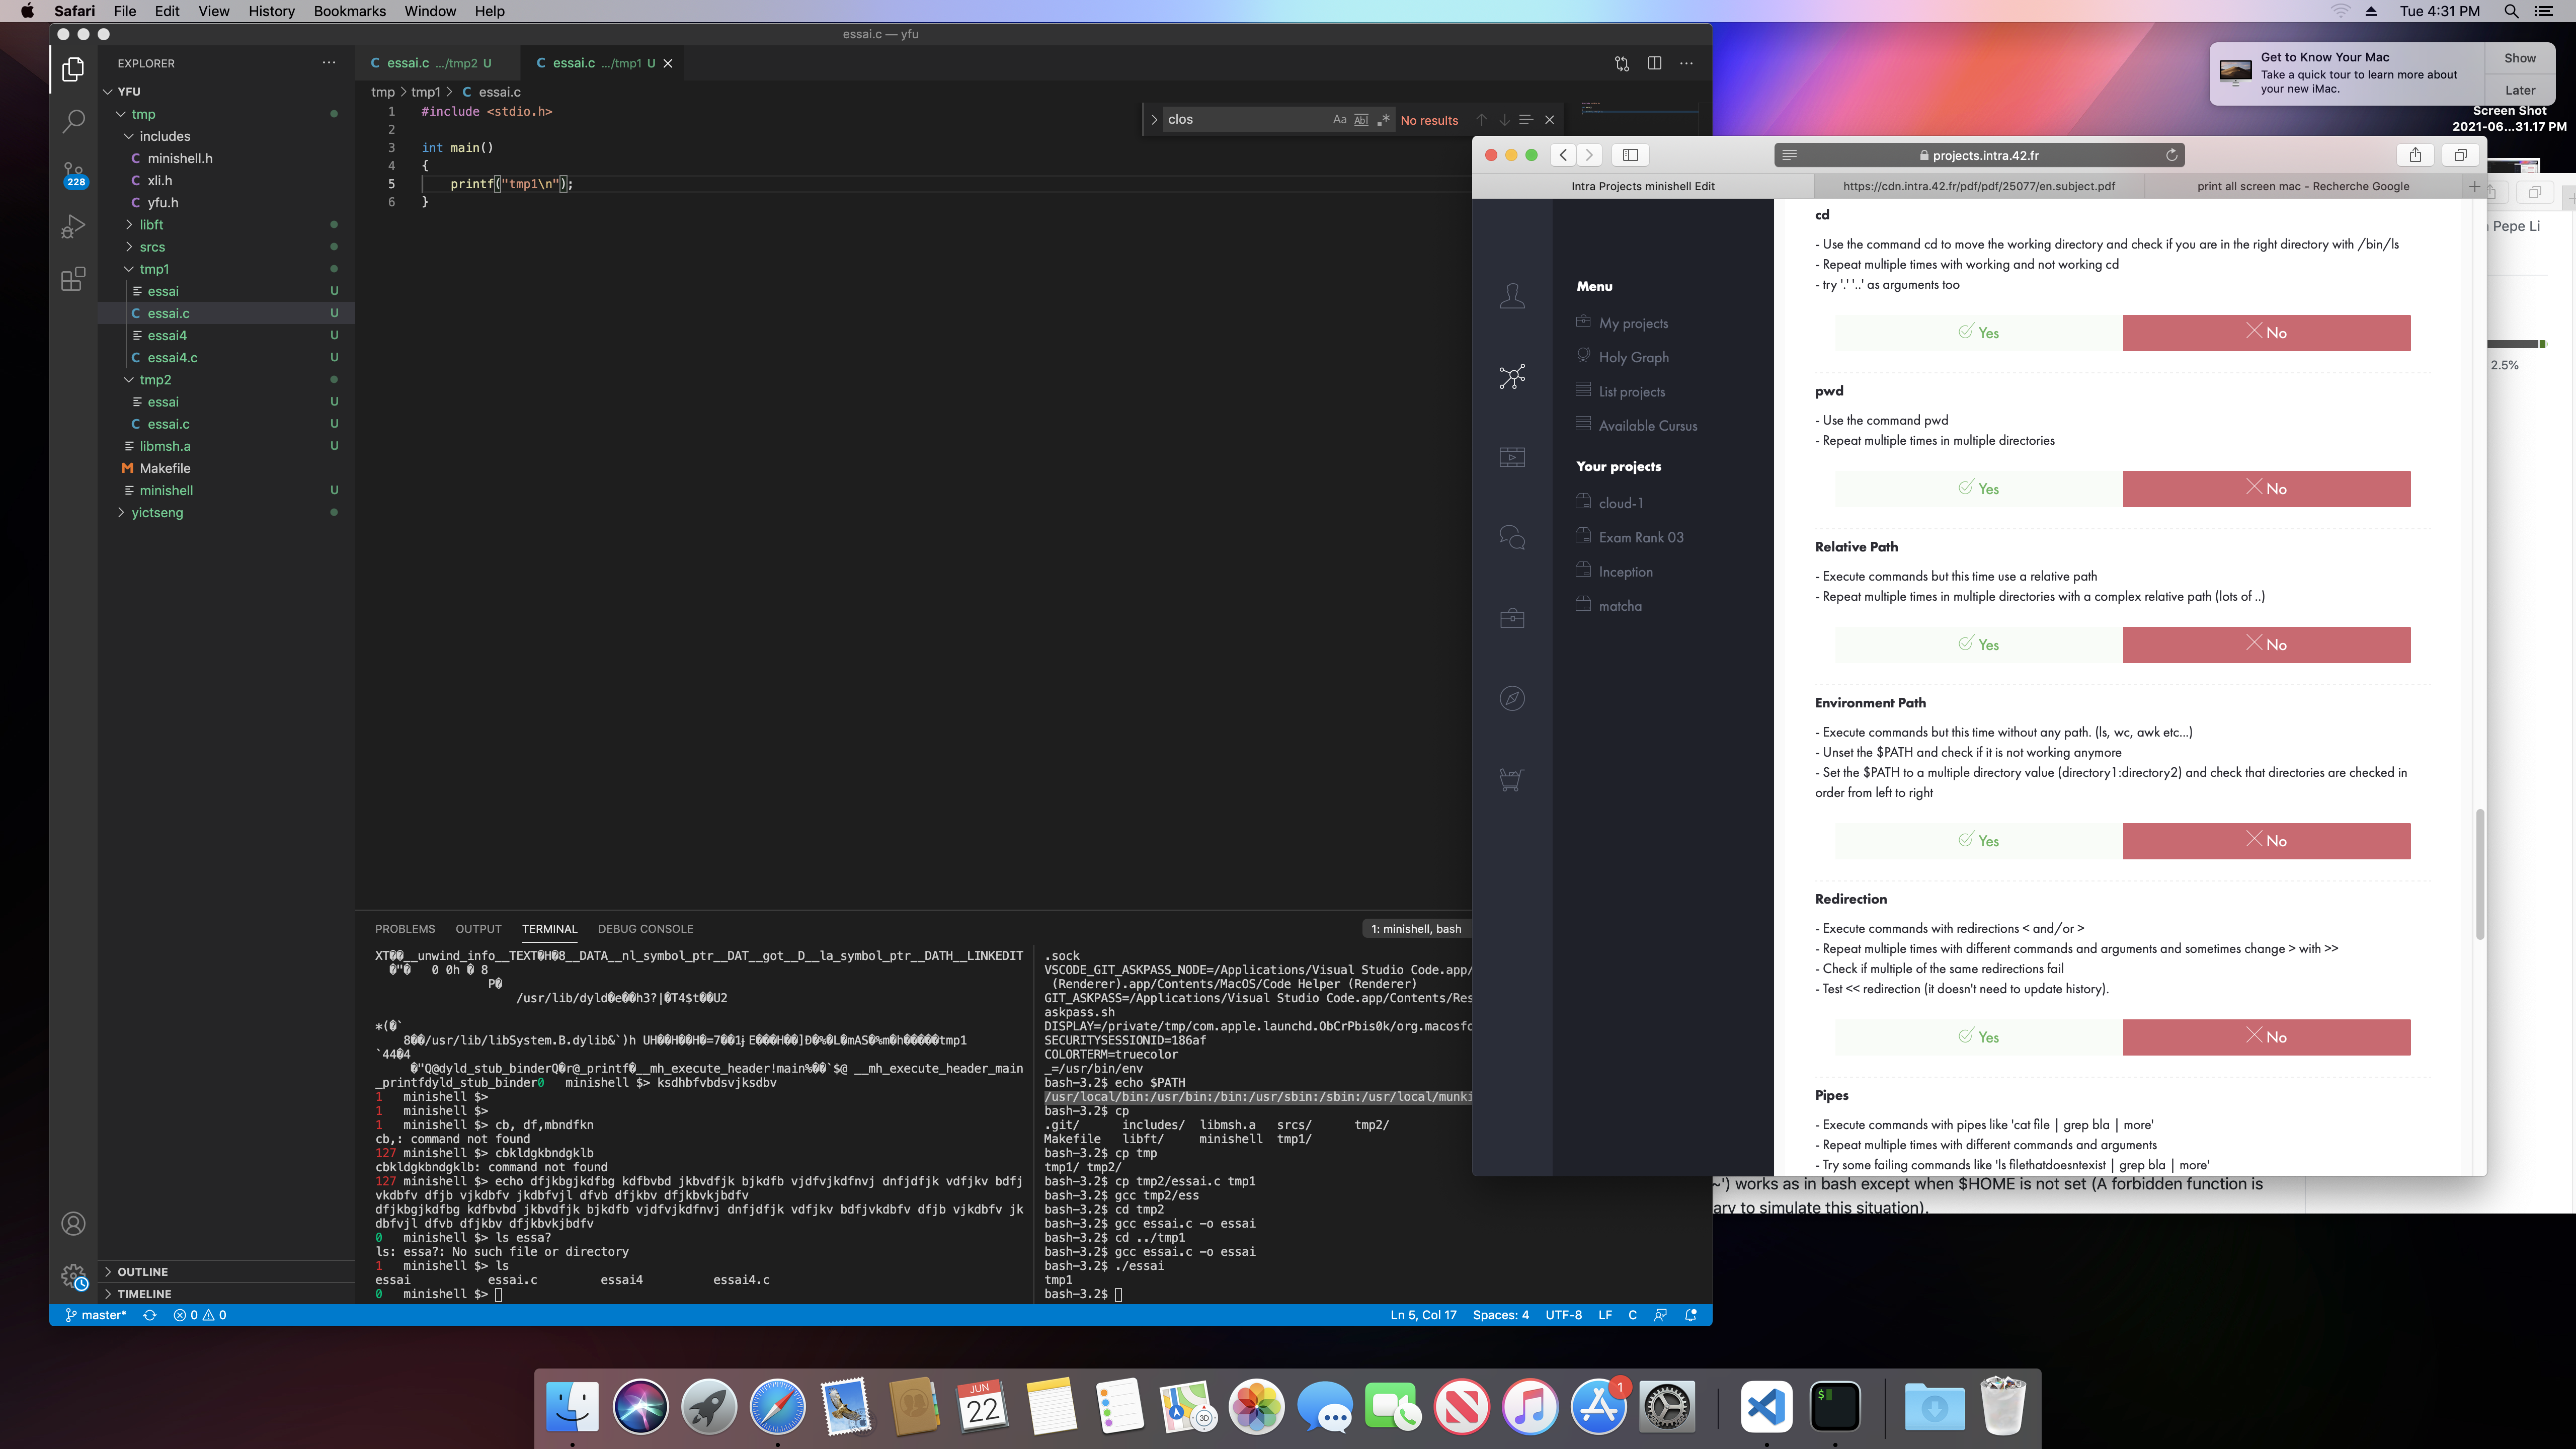 Safari File Edit View History Bookmarks Window Help
Tue 4:31 PM
essai.c — yfu
EXPLORER
YFU
tmp
includes
minishell.h
xli.h
yfu.h
libft
srcs
tmp1
essai U
essai.c U
essai4 U
essai4.c U
tmp2
essai U
essai.c U
libmsh.a U
Makefile
minishell U
yictseng
OUTLINE
TIMELINE
228
essai.c .../tmp2 U
essai.c .../tmp1 U
tmp > tmp1 > C essai.c
1 #include <stdio.h>
2
3 int main()
4 {
5 printf("tmp1\n");
6 }
clos
Aa Abl
No results
PROBLEMS OUTPUT TERMINAL DEBUG CONSOLE
1: minishell, bash
XT��__unwind_info__TEXT�H�8__DATA__nl_symbol_ptr__DAT__got__D__la_symbol_ptr__DATH__LINKEDIT
�"� 0 0h � 8
P�
/usr/lib/dyld�e��h3?|�T4$t��U2
*(�`
8��/usr/lib/libSystem.B.dylib&`)h
`44�4
�"Q@dyld_stub_binderQ�r@_printf�__mh_execute_header!main%��`$@ __mh_execute_header_main
_printfdyld_stub_binder0 minishell $> ksdhbfvbdsvjksdbv
1 minishell $>
1 minishell $>
1 minishell $> cb, df,mbndfkn
cb,: command not found
127 minishell $> cbkldgkbndgklb
cbkldgkbndgklb: command not found
127 minishell $> echo dfjkbgjkdfbg kdfbvbd jkbvdfjk bjkdfb vjdfvjkdfnvj dnfjdfjk vdfjkv bdfj
vkdbfv dfjb vjkdbfv jkdbfvjl dfvb dfjkbv dfjkbvkjbdfv
dfjkbgjkdfbg kdfbvbd jkbvdfjk bjkdfb vjdfvjkdfnvj dnfjdfjk vdfjkv bdfjvkdbfv dfjb vjkdbfv jk
dbfvjl dfvb dfjkbv dfjkbvkjbdfv
0 minishell $> ls essa?
ls: essa?: No such file or directory
1 minishell $> ls
essai essai.c essai4 essai4.c
0 minishell $>
.sock
VSCODE_GIT_ASKPASS_NODE=/Applications/Visual Studio Code.app/
(Renderer).app/Contents/MacOS/Code Helper (Renderer)
GIT_ASKPASS=/Applications/Visual Studio Code.app/Contents/Res
askpass.sh
DISPLAY=/private/tmp/com.apple.launchd.ObCrPbis0k/org.macosfo
SECURITYSESSIONID=186af
COLORTERM=truecolor
_=/usr/bin/env
bash-3.2$ echo $PATH
/usr/local/bin:/usr/bin:/bin:/usr/sbin:/sbin:/usr/local/munki
bash-3.2$ cp
.git/ includes/ libmsh.a srcs/ tmp2/
Makefile libft/ minishell tmp1/
bash-3.2$ cp tmp
tmp1/ tmp2/
bash-3.2$ cp tmp2/essai.c tmp1
bash-3.2$ gcc tmp2/ess
bash-3.2$ cd tmp2
bash-3.2$ gcc essai.c -o essai
bash-3.2$ cd ../tmp1
bash-3.2$ gcc essai.c -o essai
bash-3.2$ ./essai
tmp1
bash-3.2$
master* 0 0
Ln 5, Col 17 Spaces: 4 UTF-8 LF C
Get to Know Your Mac
Take a quick tour to learn more about
your new iMac.
Show
Later
Screen Shot
2021-06...31.17 PM
projects.intra.42.fr
Intra Projects minishell Edit
https://cdn.intra.42.fr/pdf/pdf/25077/en.subject.pdf
print all screen mac - Recherche Google
Menu
My projects
Holy Graph
List projects
Available Cursus
Your projects
cloud-1
Exam Rank 03
Inception
matcha
cd
- Use the command cd to move the working directory and check if you are in the right directory with /bin/ls
- Repeat multiple times with working and not working cd
- try '.' '..' as arguments too
Yes No
pwd
- Use the command pwd
- Repeat multiple times in multiple directories
Yes No
Relative Path
- Execute commands but this time use a relative path
- Repeat multiple times in multiple directories with a complex relative path (lots of ..)
Yes No
Environment Path
- Execute commands but this time without any path. (ls, wc, awk etc...)
- Unset the $PATH and check if it is not working anymore
- Set the $PATH to a multiple directory value (directory1:directory2) and check that directories are checked in
order from left to right
Yes No
Redirection
- Execute commands with redirections < and/or >
- Repeat multiple times with different commands and arguments and sometimes change > with >>
- Check if multiple of the same redirections fail
- Test << redirection (it doesn't need to update history).
Yes No
Pipes
- Execute commands with pipes like 'cat file | grep bla | more'
- Repeat multiple times with different commands and arguments
- Try some failing commands like 'ls filethatdoesntexist | grep bla | more'
Pepe Li
2.5%
~') works as in bash except when $HOME is not set (A forbidden function is
ary to simulate this situation).
JUN
22
3D
1